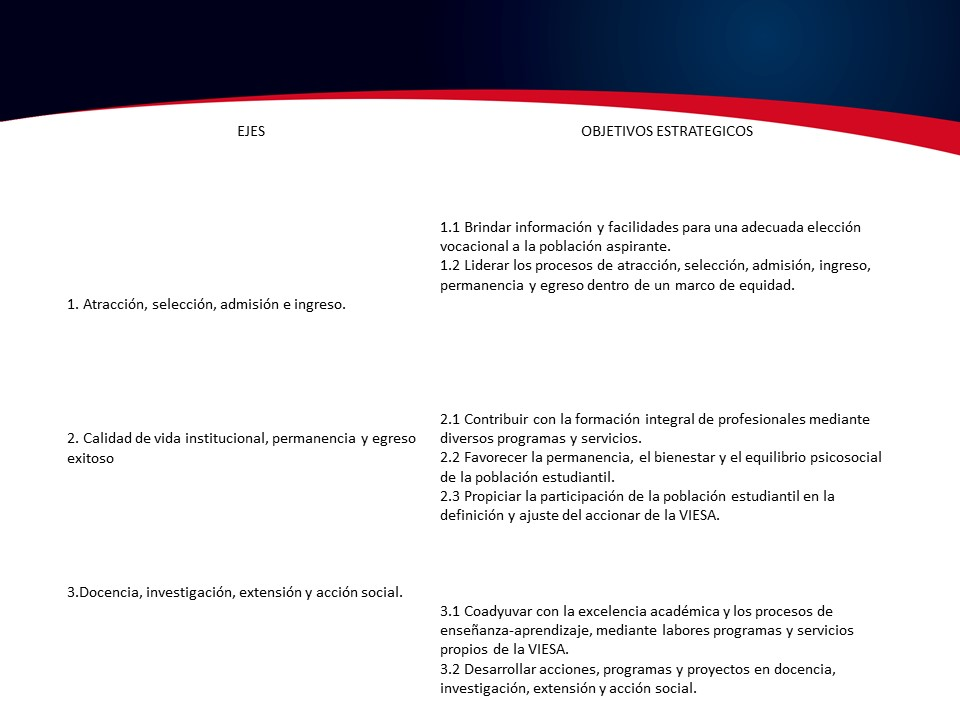 EJES
OBJETIVOS ESTRATEGICOS
1. Atracción, selección, admisión e ingreso.
1.1 Brindar información y facilidades para una adecuada elección
vocacional a la población aspirante.
1.2 Liderar los procesos de atracción, selección, admisión, ingreso,
permanencia y egreso dentro de un marco de equidad.
2. Calidad de vida institucional, permanencia y egreso
exitoso
2.1 Contribuir con la formación integral de profesionales mediante
diversos programas y servicios.
2.2 Favorecer la permanencia, el bienestar y el equilibrio psicosocial
de la población estudiantil.
2.3 Propiciar la participación de la población estudiantil en la
definición y ajuste del accionar de la VIESA.
3.Docencia, investigación, extensión y acción social.
3.1 Coadyuvar con la excelencia académica y los procesos de
enseñanza-aprendizaje, mediante labores programas y servicios
propios de la VIESA.
3.2 Desarrollar acciones, programas y proyectos en docencia,
investigación, extensión y acción social.